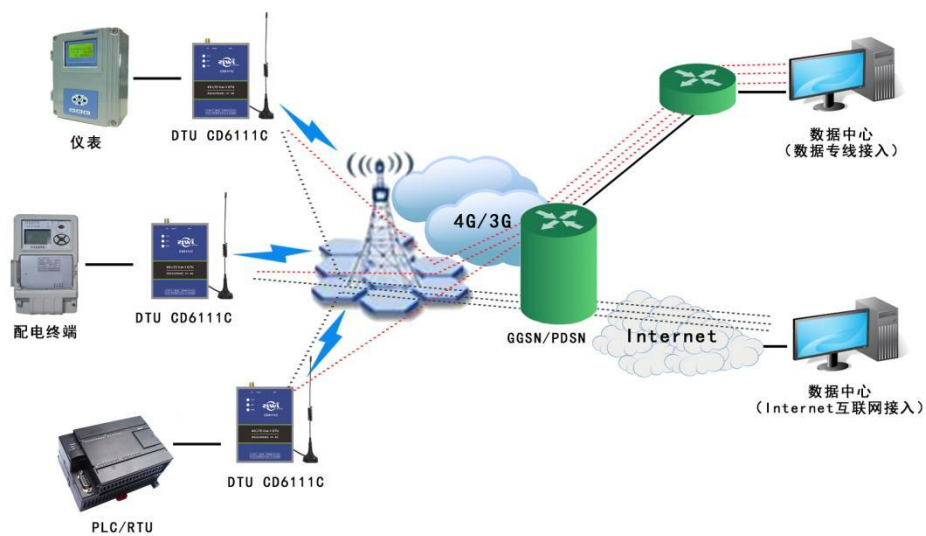 仪表
DTU CD6111C
配电终端
DTU CD6111C
PLC/RTU
DTU CD6111C
4G/3G
GGSN/PDSN
Internet
数据中心
(数据专线接入)
数据中心
(Internet互联网接入)